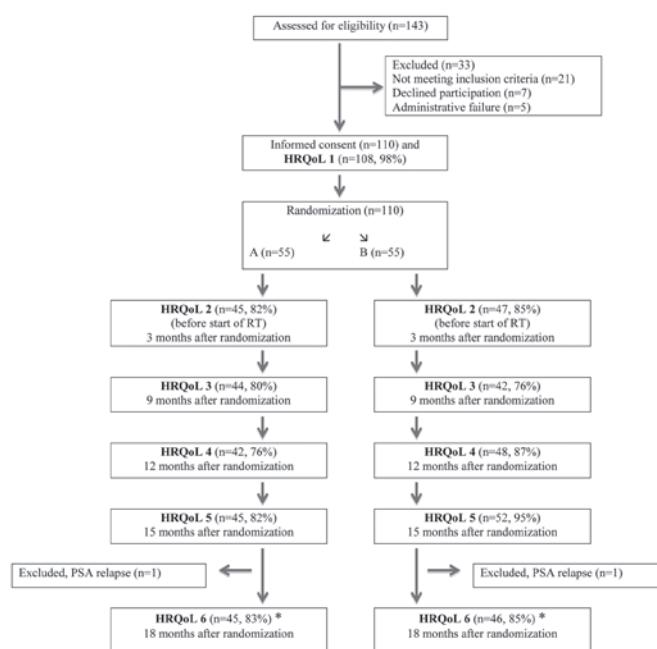 Assessed for eligibility (n=143)
Excluded (n=33)
Not meeting inclusion criteria (n=21)
Declined participation (n=7)
Administrative failure (n=5)
Informed consent (n=110) and
HRQoL 1 (n=108, 98%)
Randomization (n=110)
A (n=55) B (n=55)
HRQoL 2 (n=45, 82%)
(before start of RT)
3 months after randomization
HRQoL 2 (n=47, 85%)
(before start of RT)
3 months after randomization
HRQoL 3 (n=44, 80%)
9 months after randomization
HRQoL 3 (n=42, 76%)
9 months after randomization
HRQoL 4 (n=42, 76%)
12 months after randomization
HRQoL 4 (n=48, 87%)
12 months after randomization
HRQoL 5 (n=45, 82%)
15 months after randomization
HRQoL 5 (n=52, 95%)
15 months after randomization
Excluded, PSA relapse (n=1)
Excluded, PSA relapse (n=1)
HRQoL 6 (n=45, 83%) *
18 months after randomization
HRQoL 6 (n=46, 85%) *
18 months after randomization